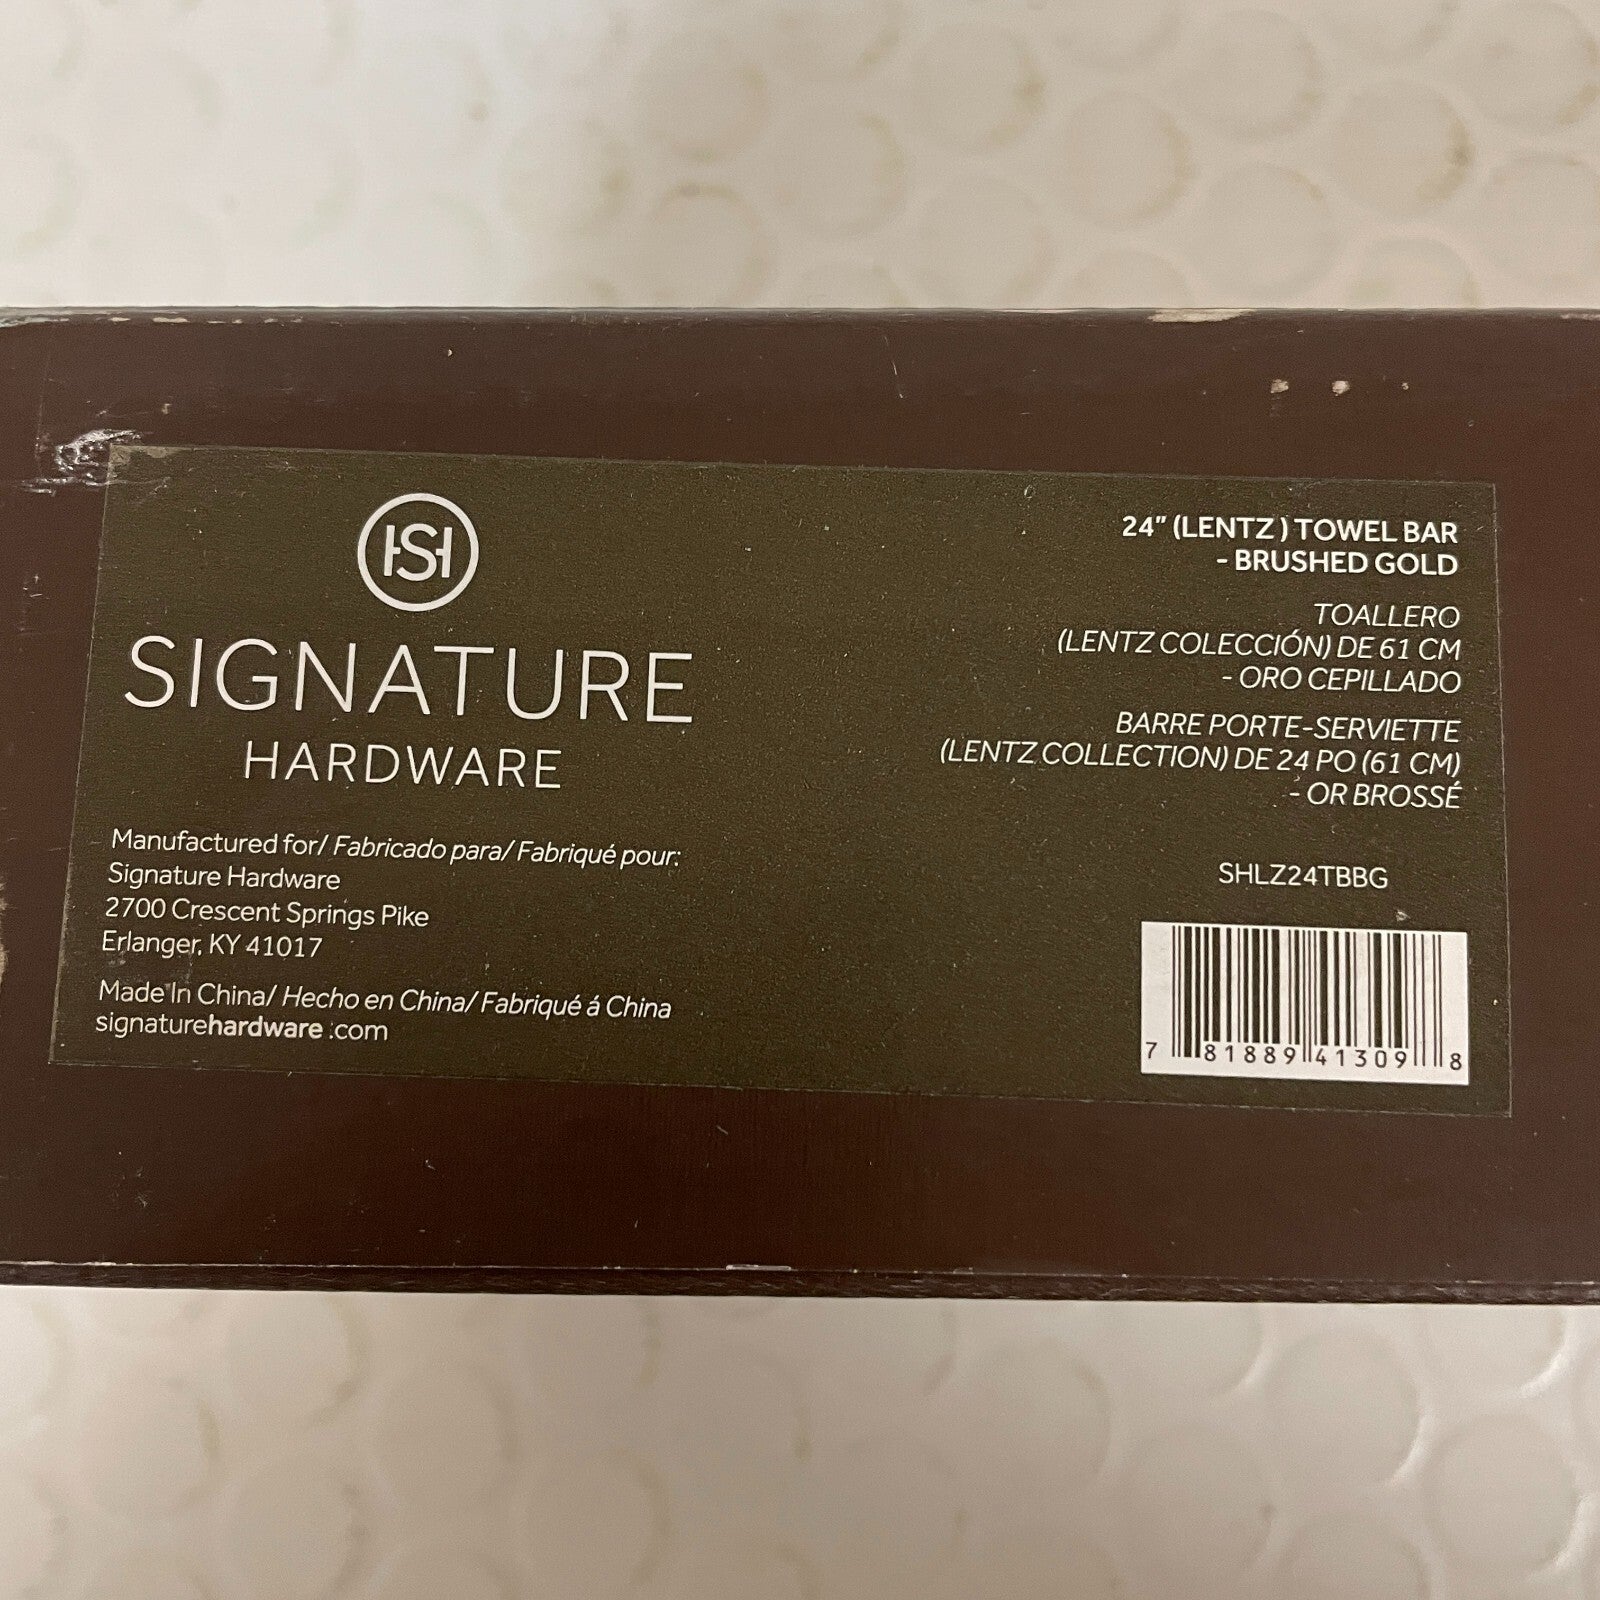 HSH
SIGNATURE
HARDWARE
Manufactured for/ Fabricado para/ Fabriqué pour:
Signature Hardware
2700 Crescent Springs Pike
Erlanger, KY 41017
Made In China/ Hecho en China/ Fabriqué á China
signaturehardware.com
24" (LENTZ ) TOWEL BAR
- BRUSHED GOLD
TOALLERO
(LENTZ COLECCIÓN) DE 61 CM
- ORO CEPILLADO
BARRE PORTE-SERVIETTE
(LENTZ COLLECTION) DE 24 PO (61 CM)
- OR BROSSÉ
SHLZ24TBBG
7 81889 41309 8